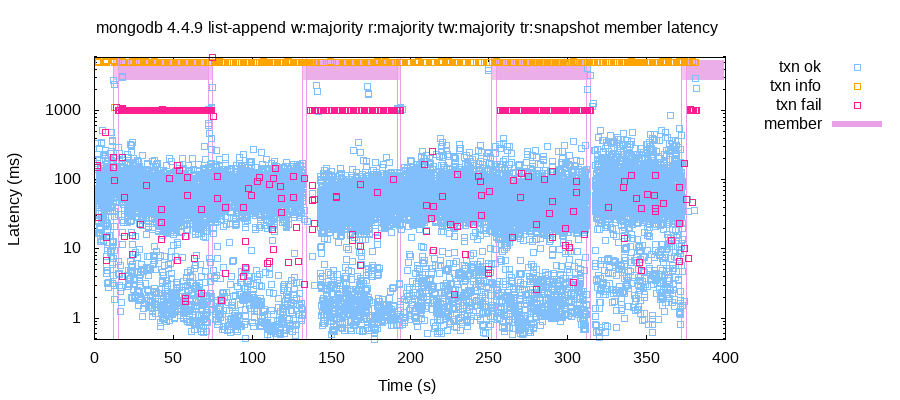 mongodb 4.4.9 list-append w:majority r:majority tw:majority tr:snapshot member latency
txn ok
txn info
txn fail
member
Latency (ms)
1000
100
10
1
0 50 100 150 200 250 300 350 400
Time (s)